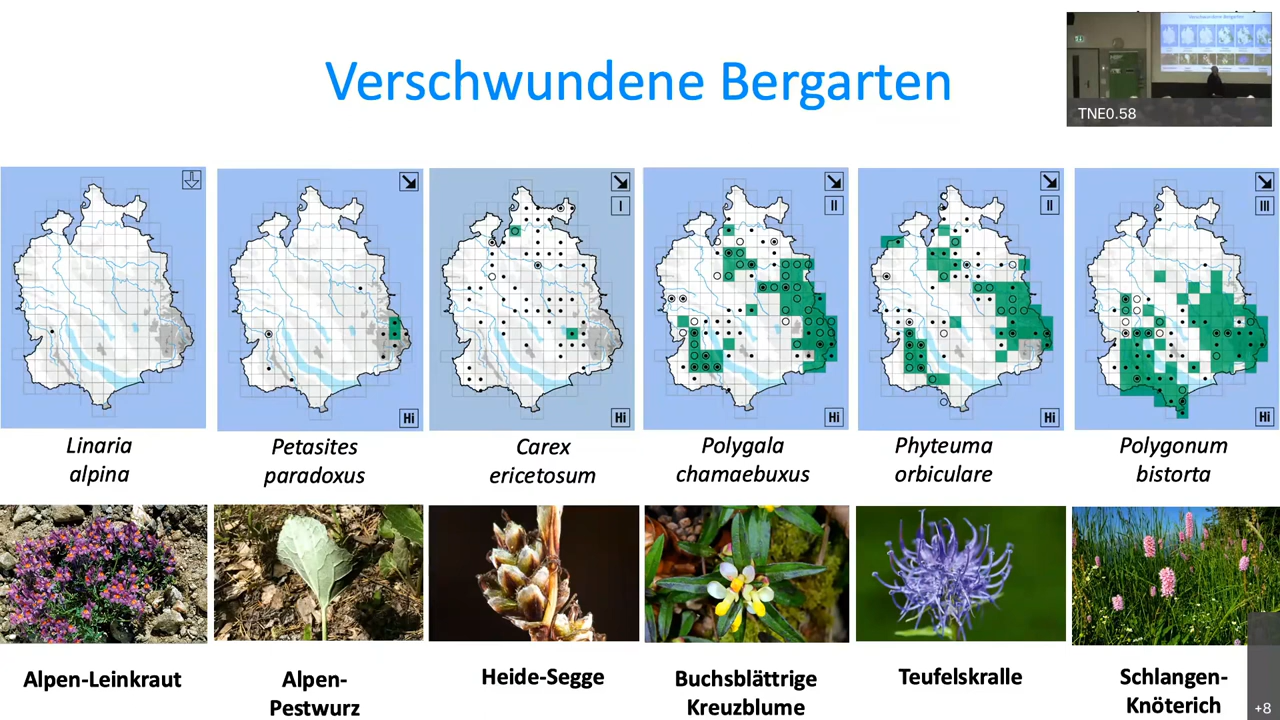 Verschwundene Bergarten
TNE0.58
I
II
II
III
Hi
Hi
Hi
Hi
Hi
Linaria
alpina
Petasites
paradoxus
Carex
ericetosum
Polygala
chamaebuxus
Phyteuma
orbiculare
Polygonum
bistorta
Alpen-Leinkraut
Alpen-
Pestwurz
Heide-Segge
Buchsblättrige
Kreuzblume
Teufelskralle
Schlangen-
Knöterich
+8